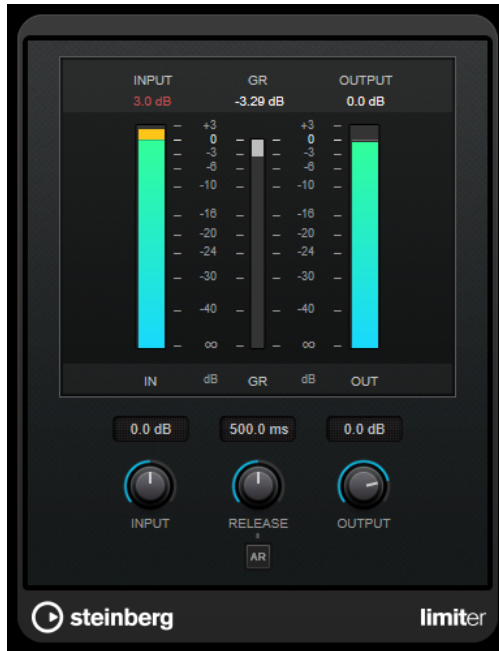 INPUT GR OUTPUT
3.0 dB -3.29 dB 0.0 dB
+3 +3
0 0
-3 -3
-6 -6
-10 -10
-16 -16
-20 -20
-24 -24
-30 -30
-40 -40
∞ ∞
IN dB GR dB OUT
0.0 dB 500.0 ms 0.0 dB
INPUT RELEASE OUTPUT
AR
steinberg limiter